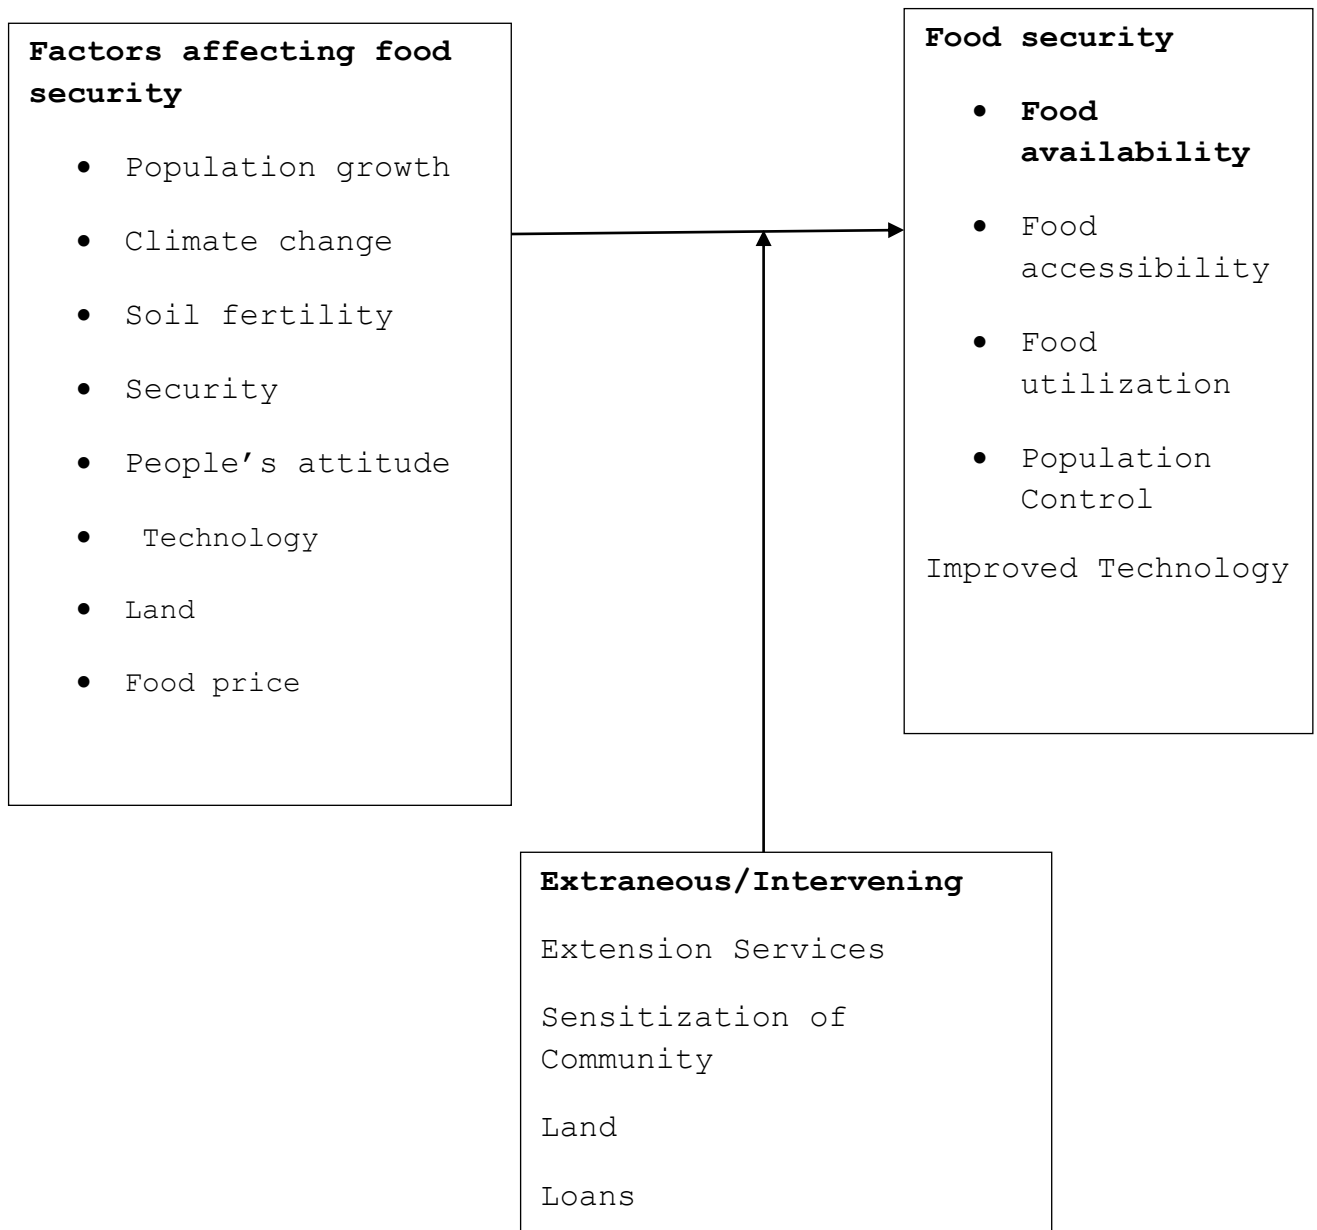 Factors affecting food
security
• Population growth
• Climate change
• Soil fertility
• Security
• People’s attitude
• Technology
• Land
• Food price
Food security
• Food
availability
• Food
accessibility
• Food
utilization
• Population
Control
Improved Technology
Extraneous/Intervening
Extension Services
Sensitization of
Community
Land
Loans